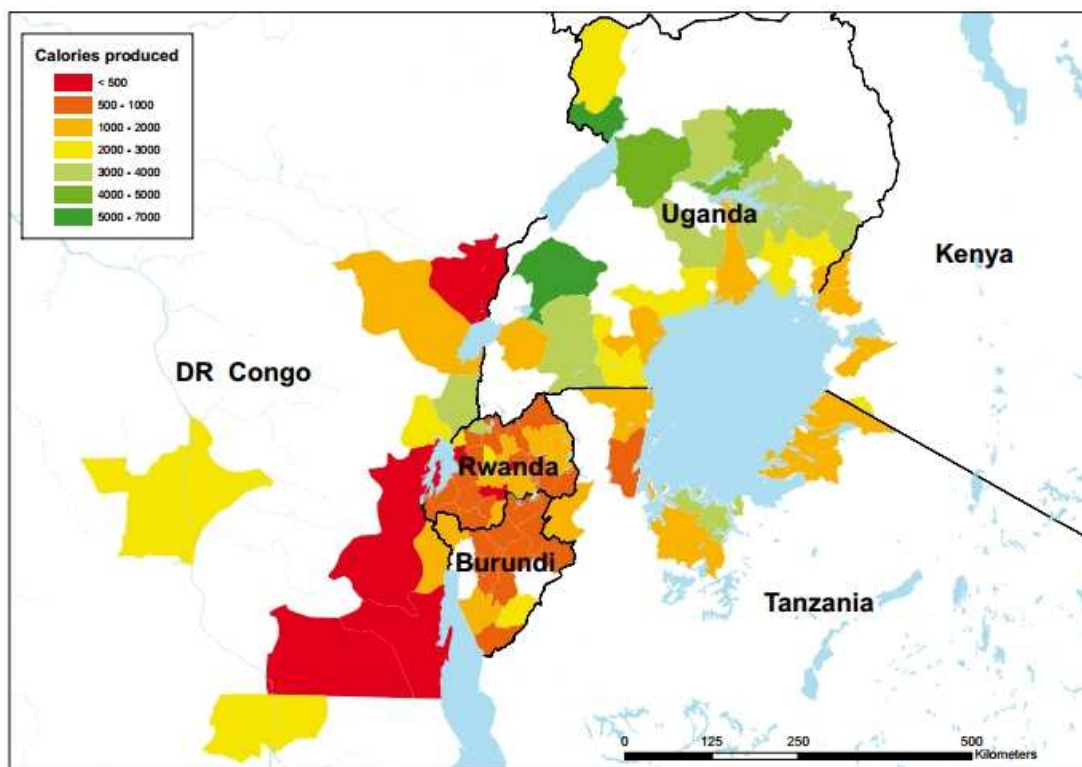 Calories produced
< 500
500 - 1000
1000 - 2000
2000 - 3000
3000 - 4000
4000 - 5000
5000 - 7000
Uganda
Kenya
DR Congo
Rwanda
Burundi
Tanzania
0 125 250 500
Kilometers